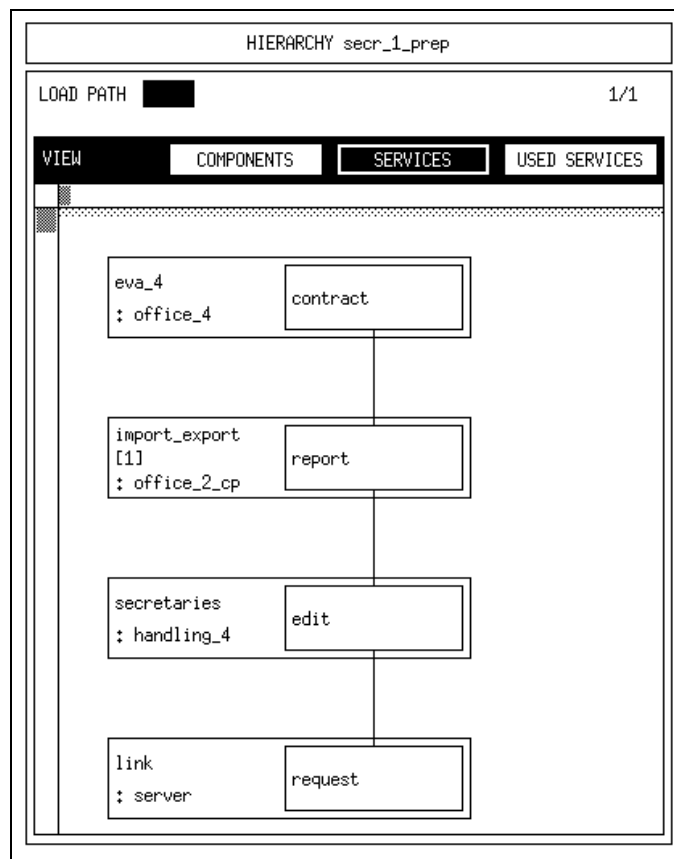 HIERARCHY secr_1_prep
LOAD PATH 1/1
VIEW COMPONENTS SERVICES USED SERVICES
eva_4
: office_4
contract
import_export
[1]
: office_2_cp
report
secretaries
: handling_4
edit
link
: server
request